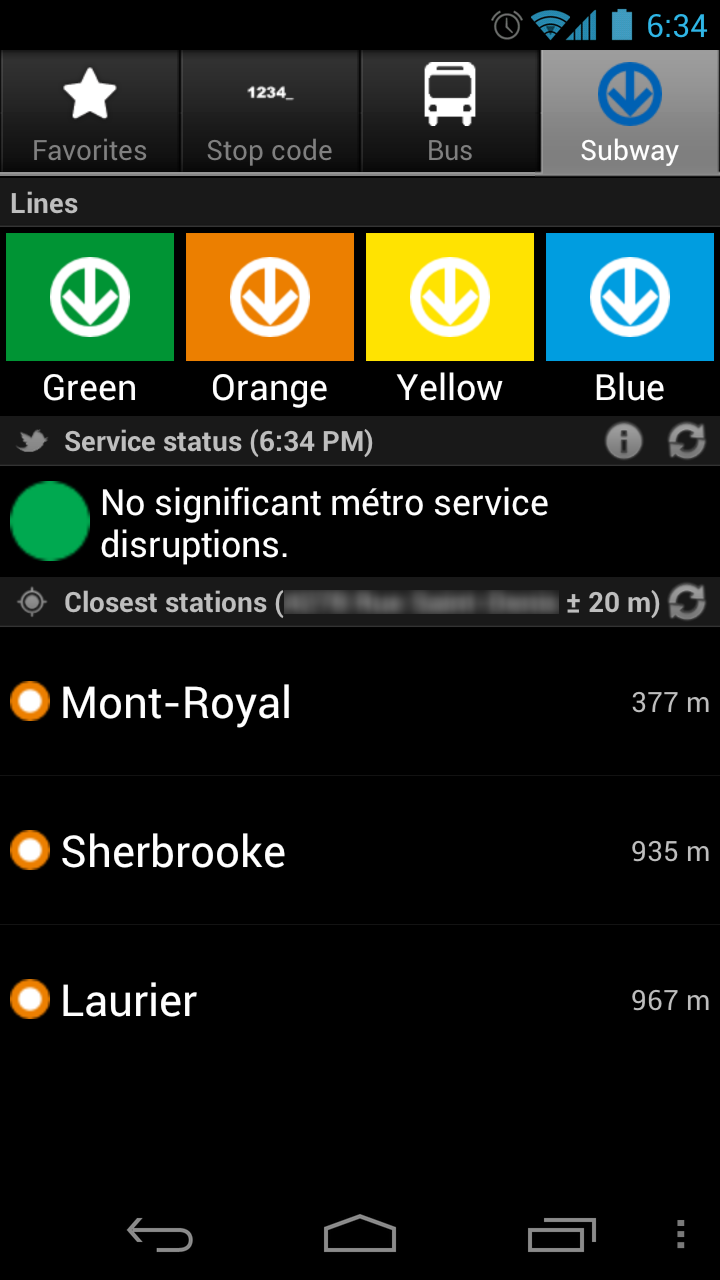 6:34
Favorites
1234_
Stop code
Bus
Subway
Lines
Green
Orange
Yellow
Blue
Service status (6:34 PM)
No significant métro service
disruptions.
Closest stations ( ± 20 m)
Mont-Royal
377 m
Sherbrooke
935 m
Laurier
967 m